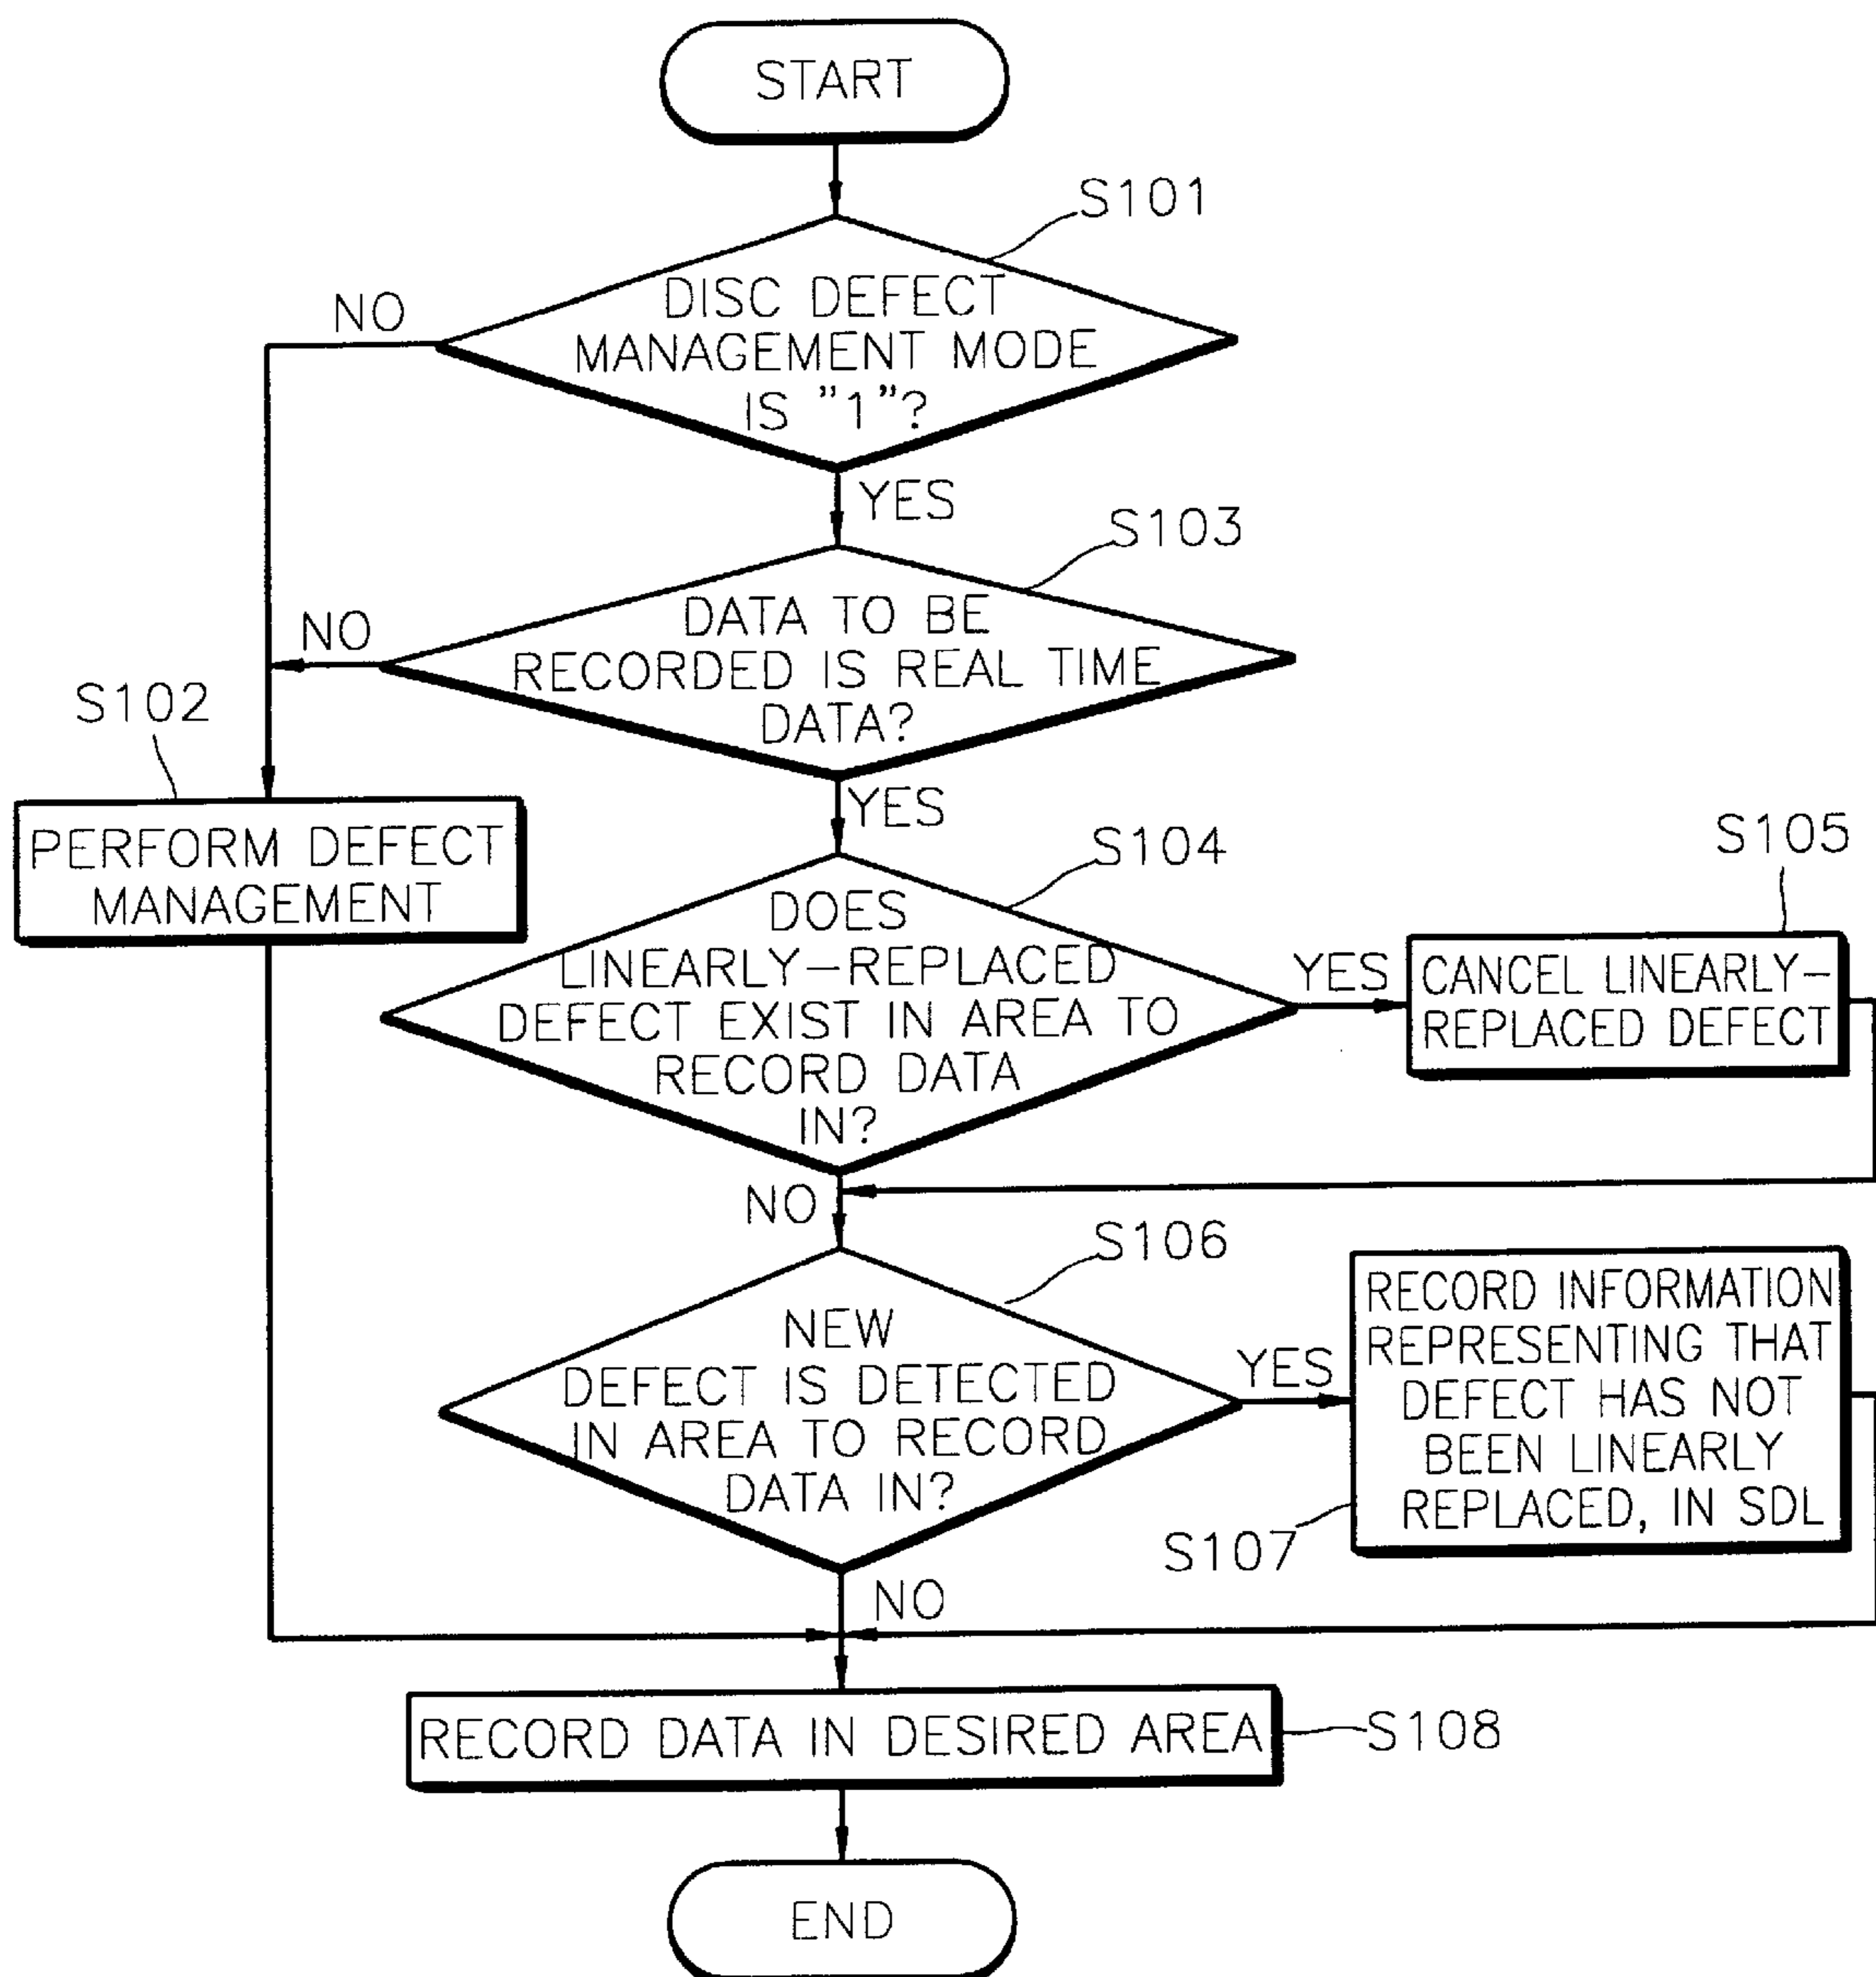 START
S101
DISC DEFECT
MANAGEMENT MODE
IS "1"?
NO
YES
S103
DATA TO BE
RECORDED IS REAL TIME
DATA?
NO
S102
YES
PERFORM DEFECT
MANAGEMENT
S104
DOES
LINEARLY-REPLACED
DEFECT EXIST IN AREA TO
RECORD DATA
IN?
YES
S105
CANCEL LINEARLY-
REPLACED DEFECT
NO
S106
NEW
DEFECT IS DETECTED
IN AREA TO RECORD
DATA IN?
YES
RECORD INFORMATION
REPRESENTING THAT
DEFECT HAS NOT
BEEN LINEARLY
REPLACED, IN SDL
S107
NO
RECORD DATA IN DESIRED AREA
S108
END